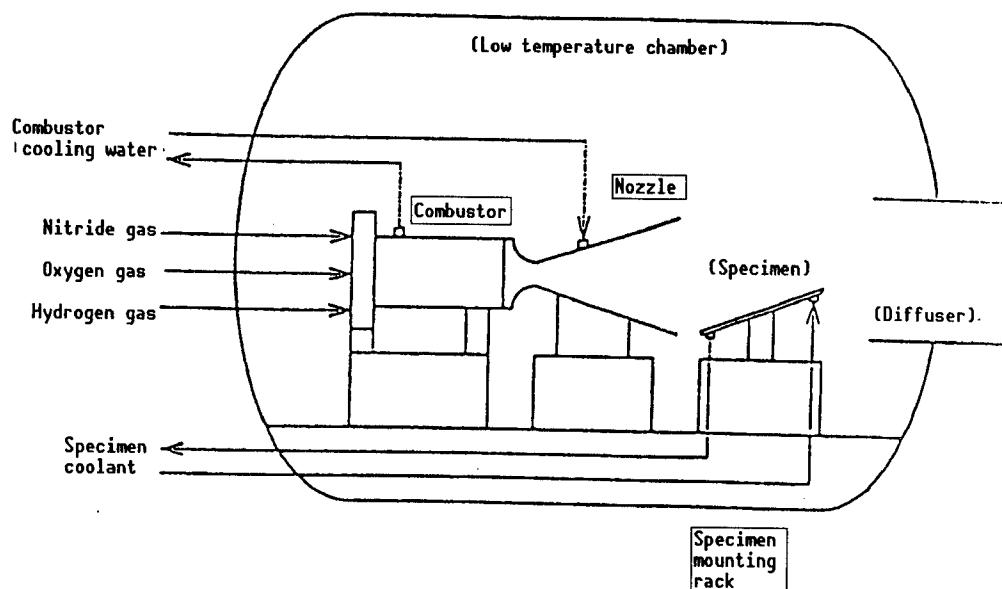 (Low temperature chamber)
Combustor
cooling water
Nozzle
Combustor
Nitride gas
Oxygen gas
(Specimen)
Hydrogen gas
(Diffuser)
Specimen
coolant
Specimen
mounting
rack